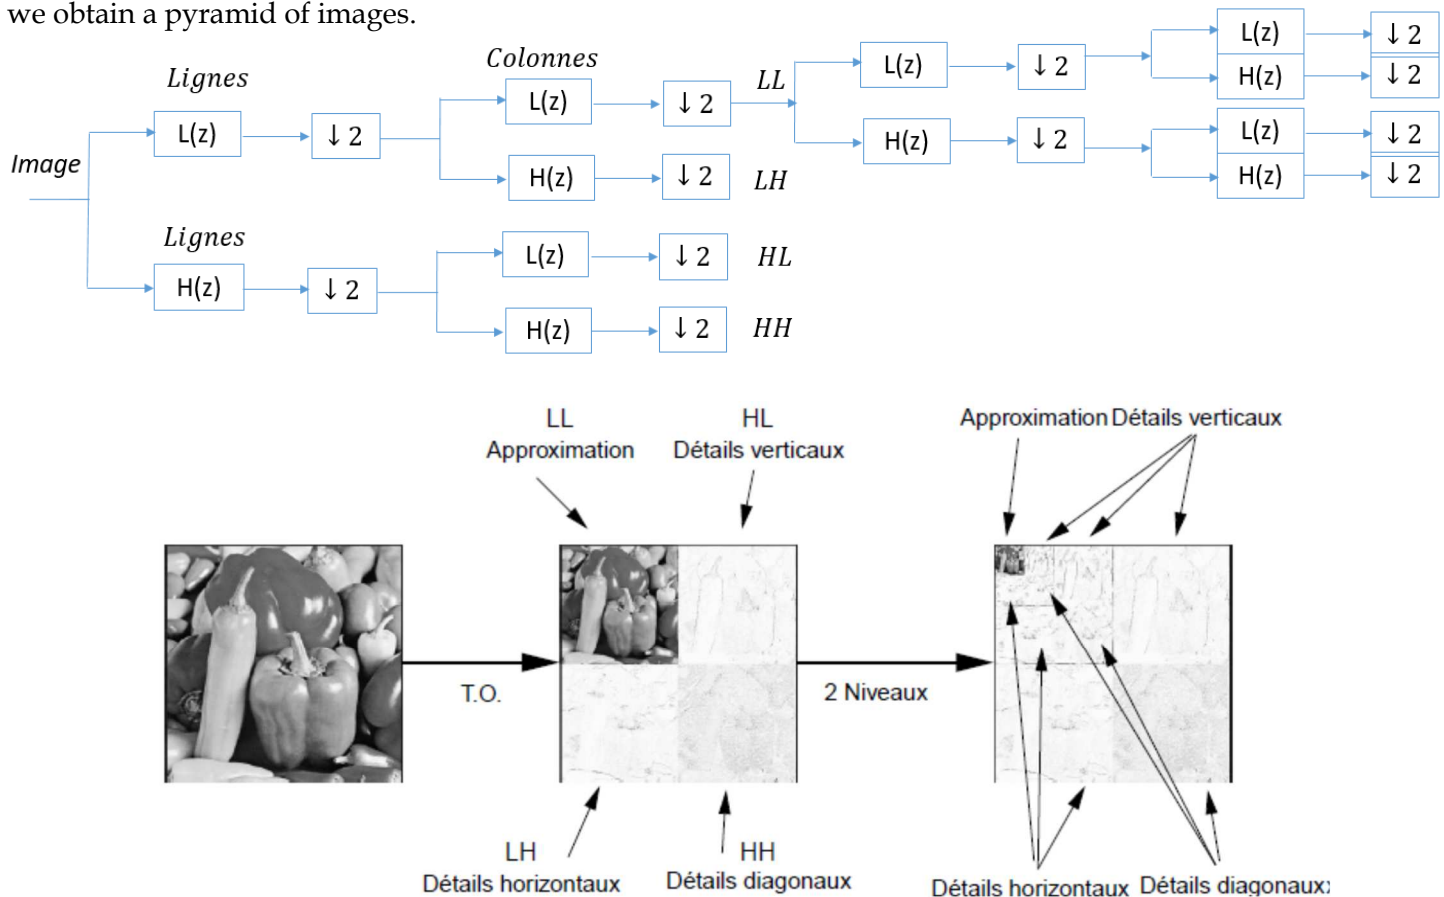 we obtain a pyramid of images.
Lignes
Colonnes
Image
L(z)
↓ 2
L(z)
↓ 2
LL
H(z)
↓ 2
LH
Lignes
H(z)
↓ 2
L(z)
↓ 2
HL
H(z)
↓ 2
HH
L(z)
↓ 2
L(z)
↓ 2
H(z)
↓ 2
H(z)
↓ 2
L(z)
↓ 2
H(z)
↓ 2
LL
Approximation
HL
Détails verticaux
Approximation Détails verticaux
T.O.
2 Niveaux
LH
Détails horizontaux
HH
Détails diagonaux
Détails horizontaux Détails diagonaux